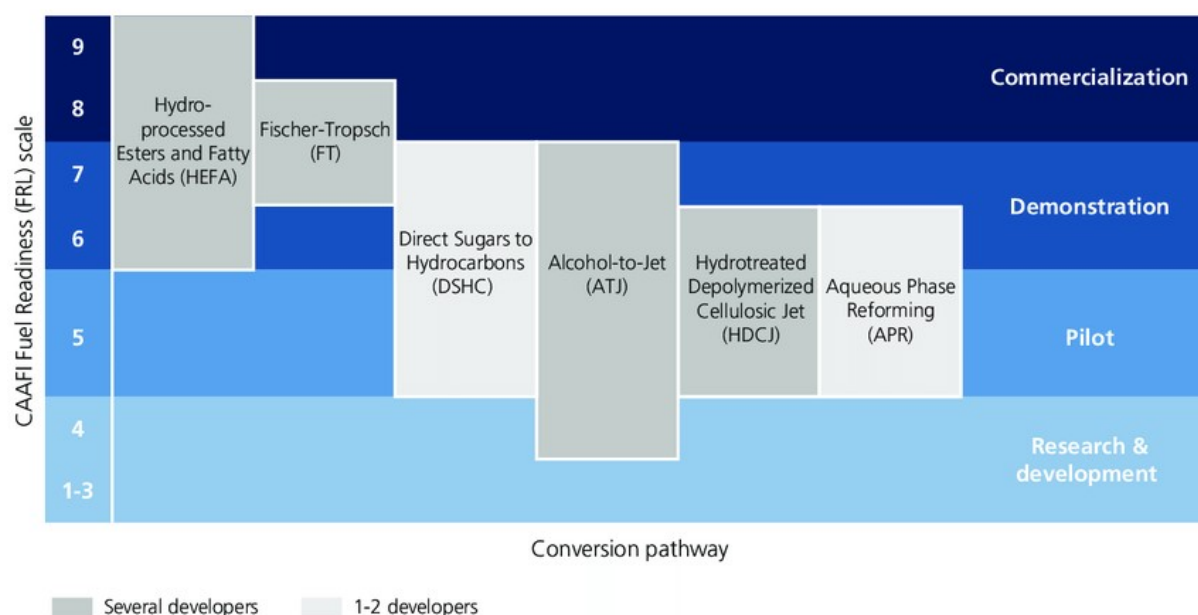 CAAFI Fuel Readiness (FRL) scale
9
8
7
6
5
4
1-3
Hydro-
processed
Esters and Fatty
Acids (HEFA)
Fischer-Tropsch
(FT)
Direct Sugars to
Hydrocarbons
(DSHC)
Alcohol-to-Jet
(ATJ)
Hydrotreated
Depolymerized
Cellulosic Jet
(HDCJ)
Aqueous Phase
Reforming
(APR)
Commercialization
Demonstration
Pilot
Research &
development
Conversion pathway
Several developers
1-2 developers